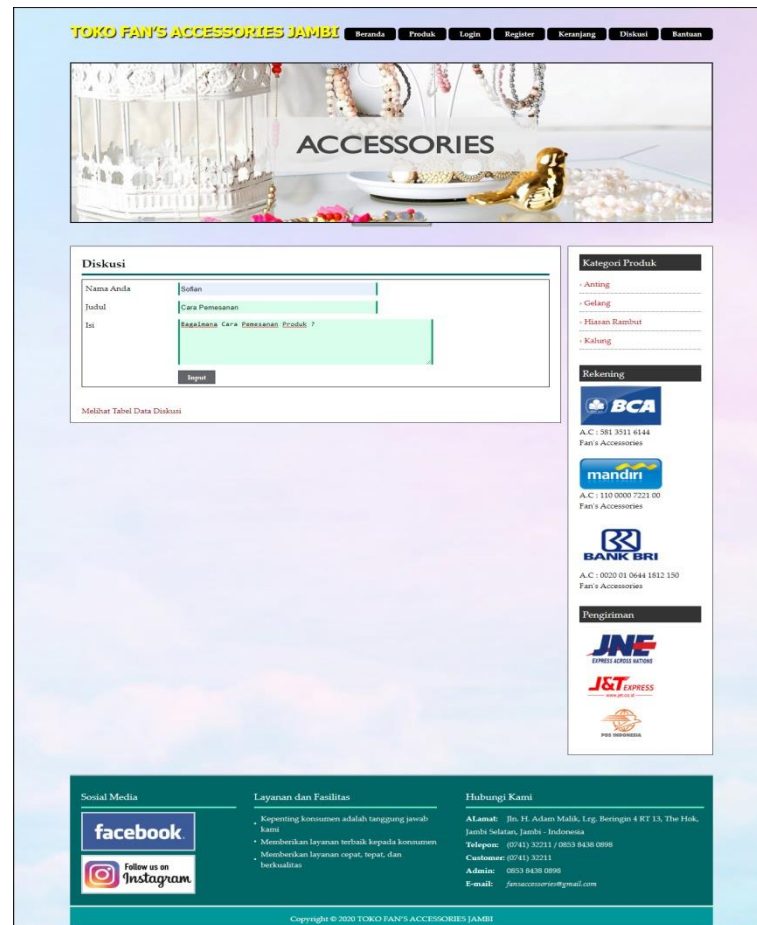 TOKO FAN'S ACCESSORIES JAMBI
Beranda
Produk
Login
Register
Keranjang
Diskusi
Bantuan
ACCESSORIES
Diskusi
Nama Anda
Sofian
Judul
Cara Pemesanan
Isi
Bagaimana Cara Pemesanan Produk ?
Input
Melihat Tabel Data Diskusi
Kategori Produk
› Anting
› Gelang
› Hiasan Rambut
› Kalung
Rekening
BCA
A.C : 581 3511 6144
Fan's Accessories
mandiri
A.C : 110 0000 7221 00
Fan's Accessories
BANK BRI
A.C : 0020 01 0644 1812 150
Fan's Accessories
Pengiriman
JNE
EXPRESS ACROSS NATIONS
J&T EXPRESS
www.jet.co.id
POS INDONESIA
Sosial Media
facebook
Follow us on
Instagram
Layanan dan Fasilitas
• Kepenting konsumen adalah tanggung jawab
kami
• Memberikan layanan terbaik kepada konsumen
• Memberikan layanan cepat, tepat, dan
berkualitas
Hubungi Kami
ALamat: Jln. H. Adam Malik, Lrg. Beringin 4 RT 13, The Hok,
Jambi Selatan, Jambi - Indonesia
Telepon: (0741) 32211 / 0853 8438 0898
Customer: (0741) 32211
Admin: 0853 8438 0898
E-mail: fansaccessories@gmail.com
Copyright © 2020 TOKO FAN'S ACCESSORIES JAMBI